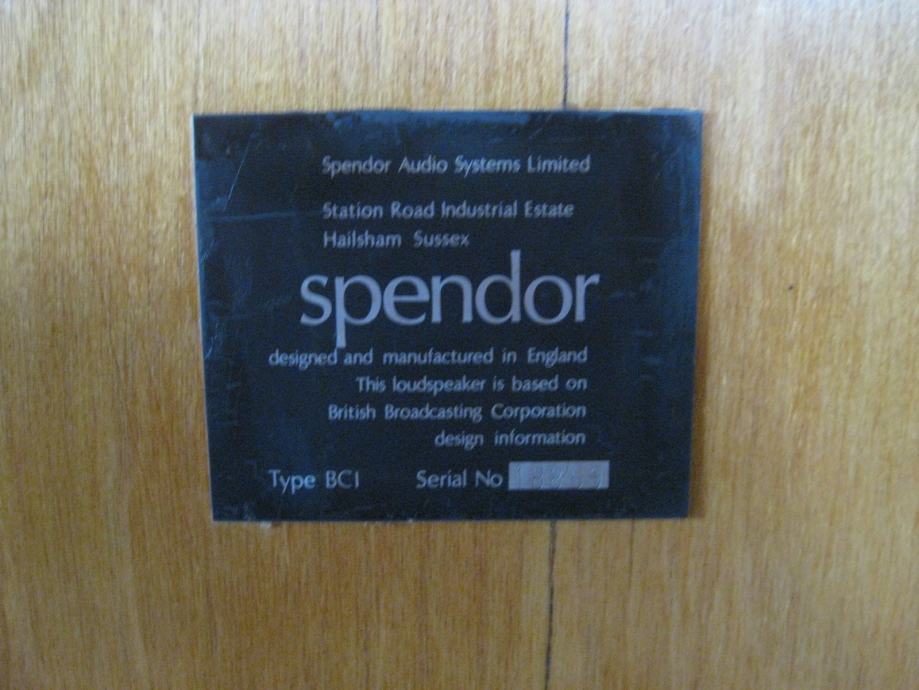 Spendor Audio Systems Limited
Station Road Industrial Estate
Hailsham Sussex
spendor
designed and manufactured in England
This loudspeaker is based on
British Broadcasting Corporation
design information
Type BC1 Serial No